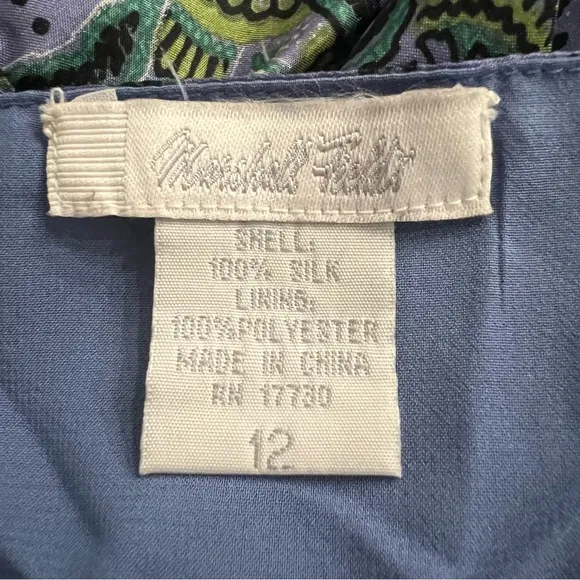 Marshall Field's
SHELL:
100% SILK
LINING:
100%POLYESTER
MADE IN CHINA
RN 17730
12